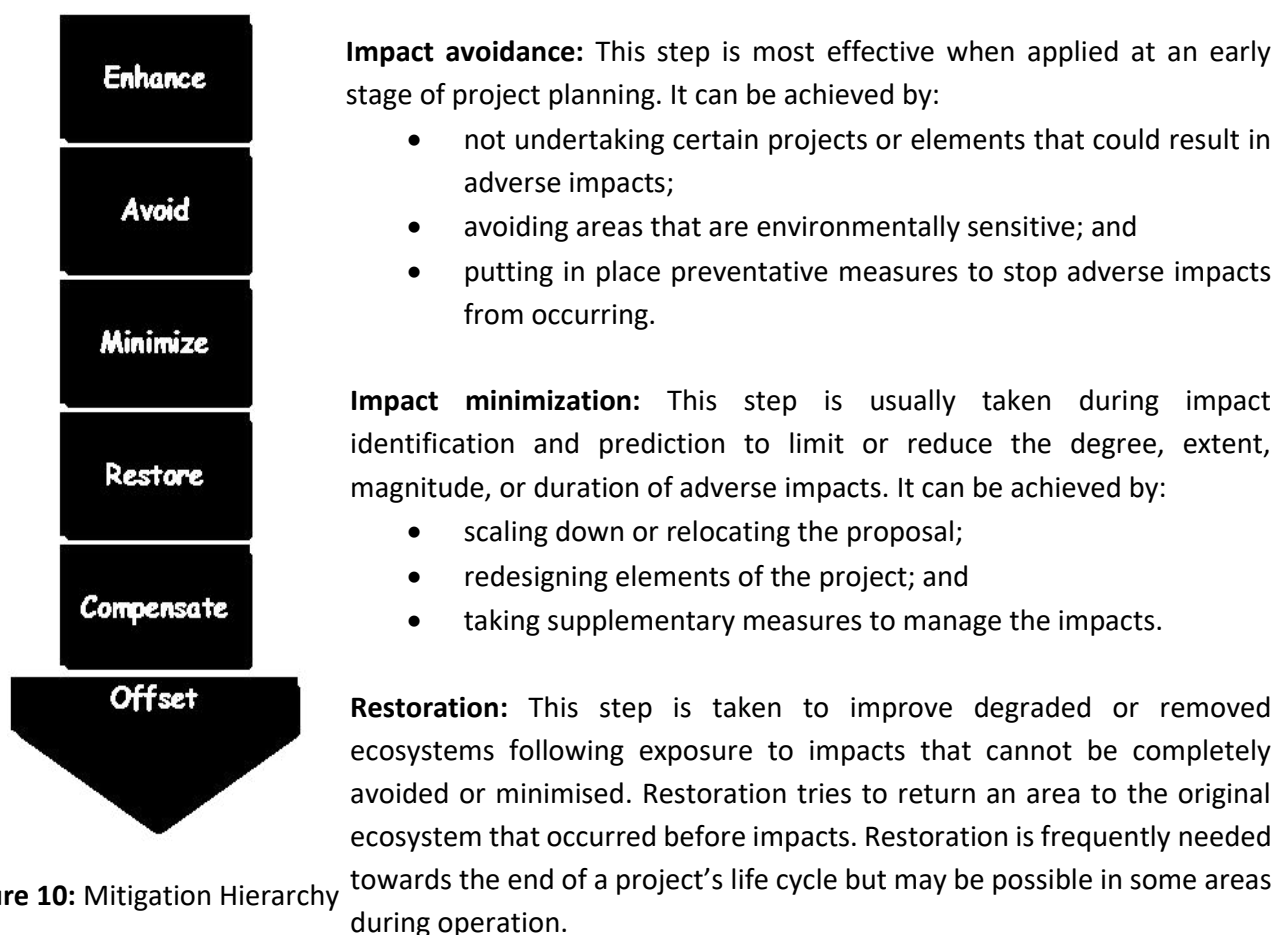 Enhance
Avoid
Minimize
Restore
Compensate
Offset
ure 10: Mitigation Hierarchy
Impact avoidance: This step is most effective when applied at an early
stage of project planning. It can be achieved by:
• not undertaking certain projects or elements that could result in
adverse impacts;
• avoiding areas that are environmentally sensitive; and
• putting in place preventative measures to stop adverse impacts
from occurring.
Impact minimization: This step is usually taken during impact
identification and prediction to limit or reduce the degree, extent,
magnitude, or duration of adverse impacts. It can be achieved by:
• scaling down or relocating the proposal;
• redesigning elements of the project; and
• taking supplementary measures to manage the impacts.
Restoration: This step is taken to improve degraded or removed
ecosystems following exposure to impacts that cannot be completely
avoided or minimised. Restoration tries to return an area to the original
ecosystem that occurred before impacts. Restoration is frequently needed
towards the end of a project’s life cycle but may be possible in some areas
during operation.